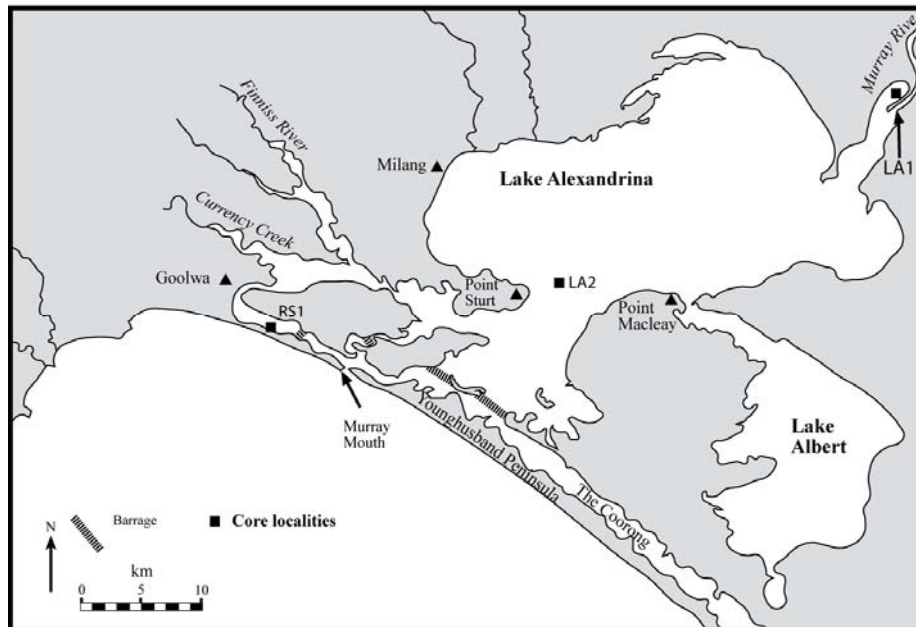 Murray River
LA1
Finniss River
Milang
Lake Alexandrina
Currency Creek
Goolwa
RS1
Point
Sturt
LA2
Point
Macleay
Murray
Mouth
Younghusband Peninsula
The Coorong
Lake
Albert
Barrage
Core localities
N
km
0 5 10